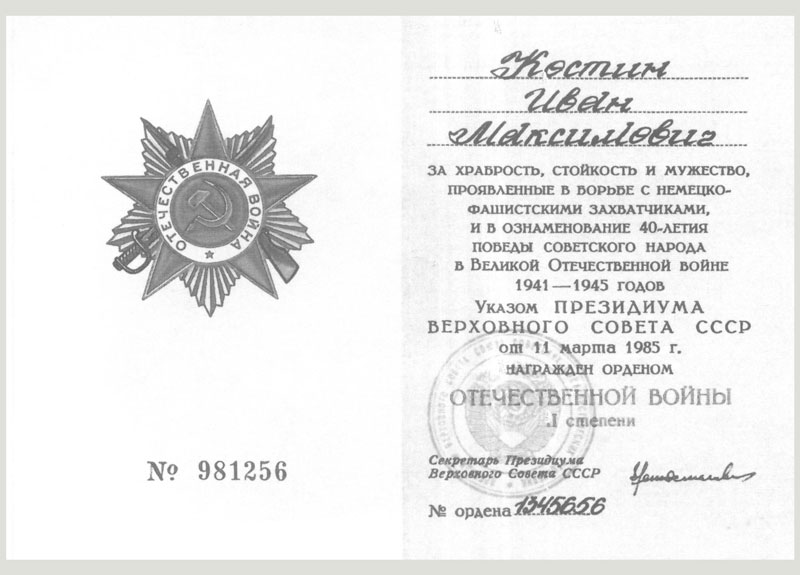 ОТЕЧЕСТВЕННАЯ ВОЙНА
№ 981256
Костин
Иван
Максимович
ЗА ХРАБРОСТЬ, СТОЙКОСТЬ И МУЖЕСТВО,
ПРОЯВЛЕННЫЕ В БОРЬБЕ С НЕМЕЦКО-
ФАШИСТСКИМИ ЗАХВАТЧИКАМИ,
И В ОЗНАМЕНОВАНИЕ 40-ЛЕТИЯ
ПОБЕДЫ СОВЕТСКОГО НАРОДА
В ВЕЛИКОЙ ОТЕЧЕСТВЕННОЙ ВОЙНЕ
1941—1945 ГОДОВ
УКАЗОМ ПРЕЗИДИУМА
ВЕРХОВНОГО СОВЕТА СССР
от 11 марта 1985 г.
НАГРАЖДЕН ОРДЕНОМ
ОТЕЧЕСТВЕННОЙ ВОЙНЫ
I степени
Секретарь Президиума
Верховного Совета СССР
№ ордена 1345656